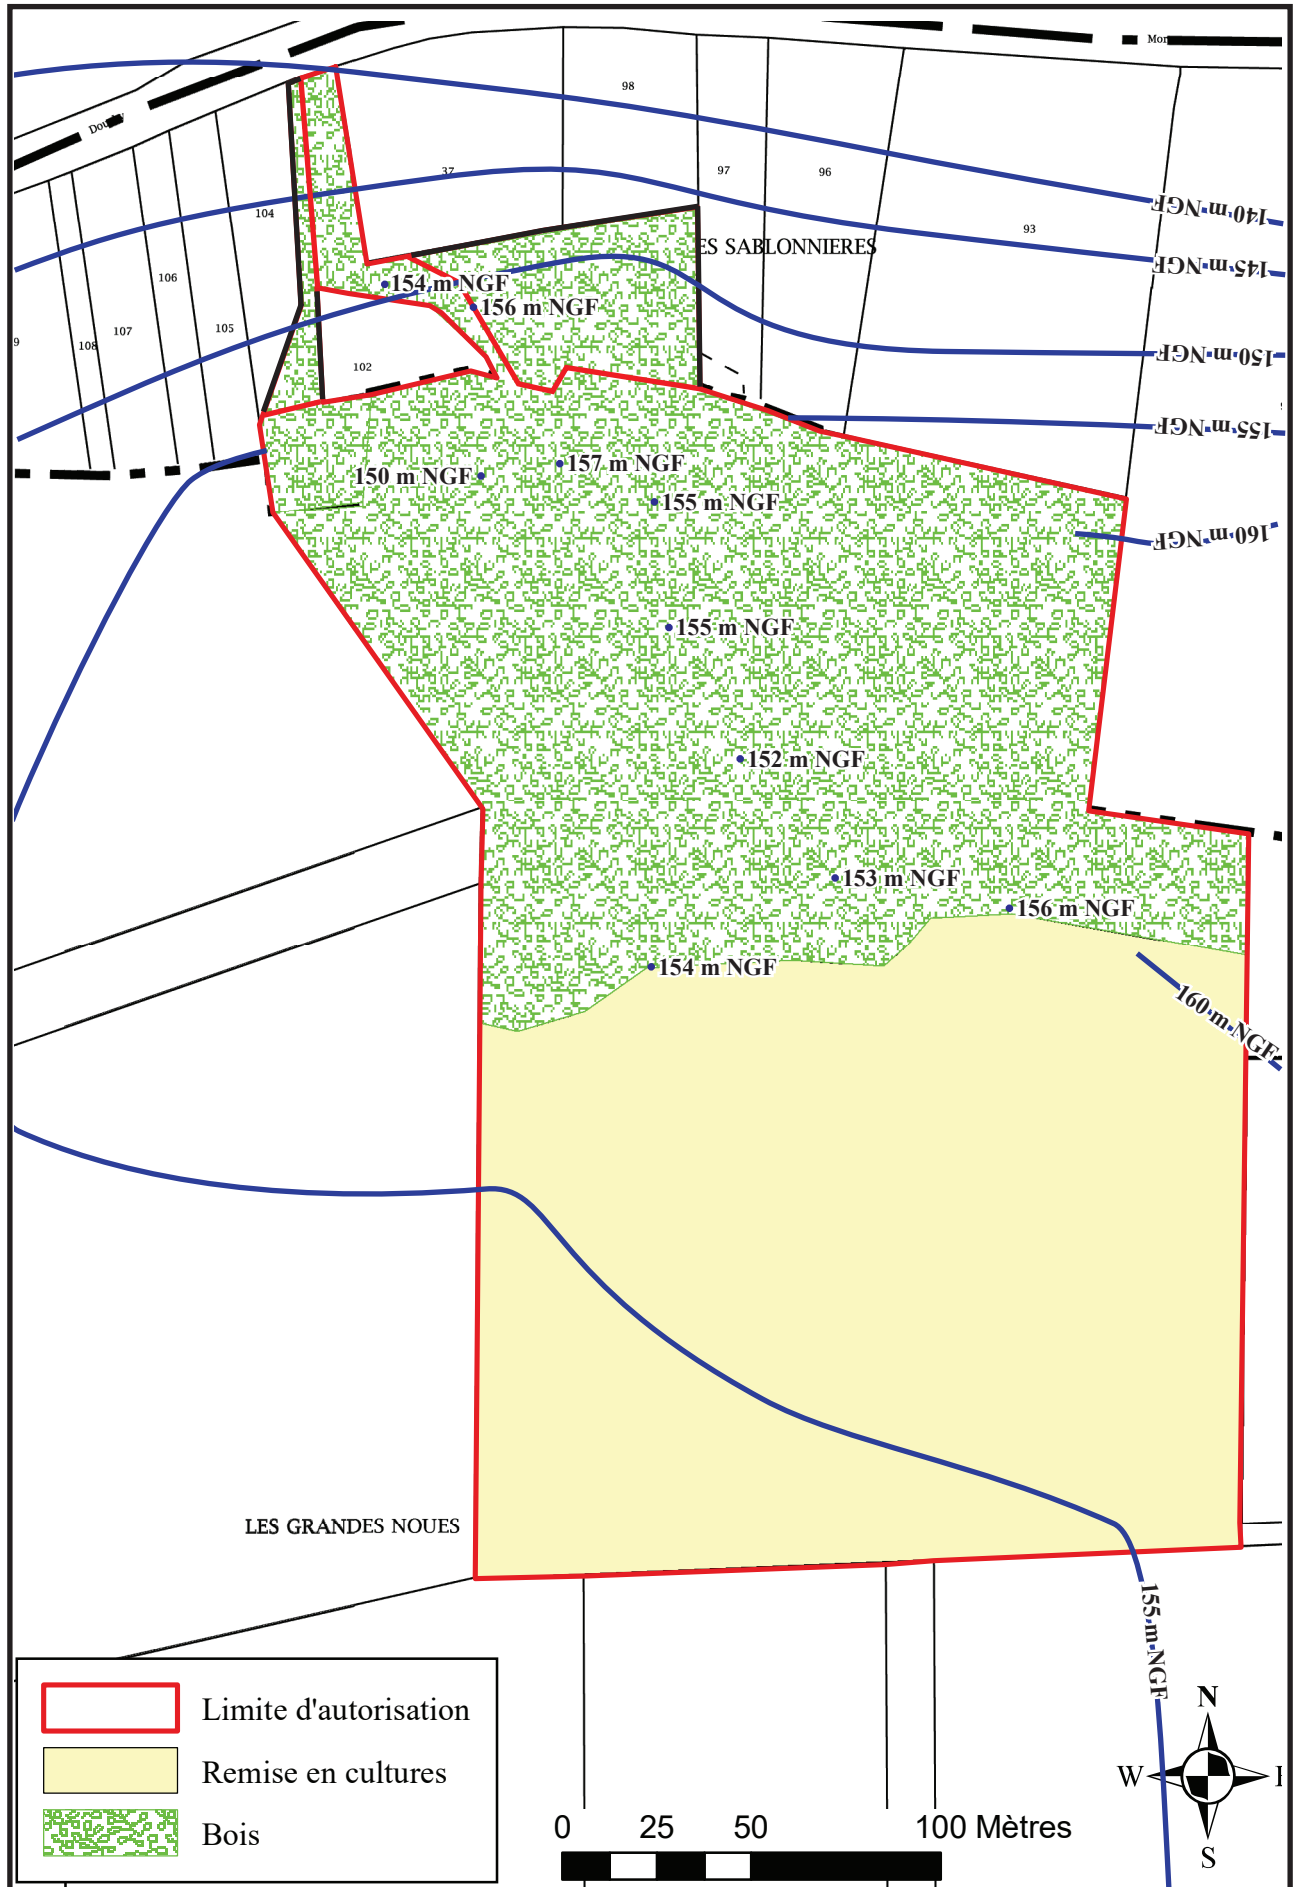 Mor
98
37
97
96
140 m NGF
104
93
ES SABLONNIERES
145 m NGF
106
154 m NGF
156 m NGF
107
105
9
108
150 m NGF
102
155 m NGF
157 m NGF
150 m NGF
155 m NGF
160 m NGF
155 m NGF
152 m NGF
153 m NGF
156 m NGF
154 m NGF
160 m NGF
LES GRANDES NOUES
155 m NGF
Limite d'autorisation
Remise en cultures
Bois
0 25 50 100 Mètres
N
W
S